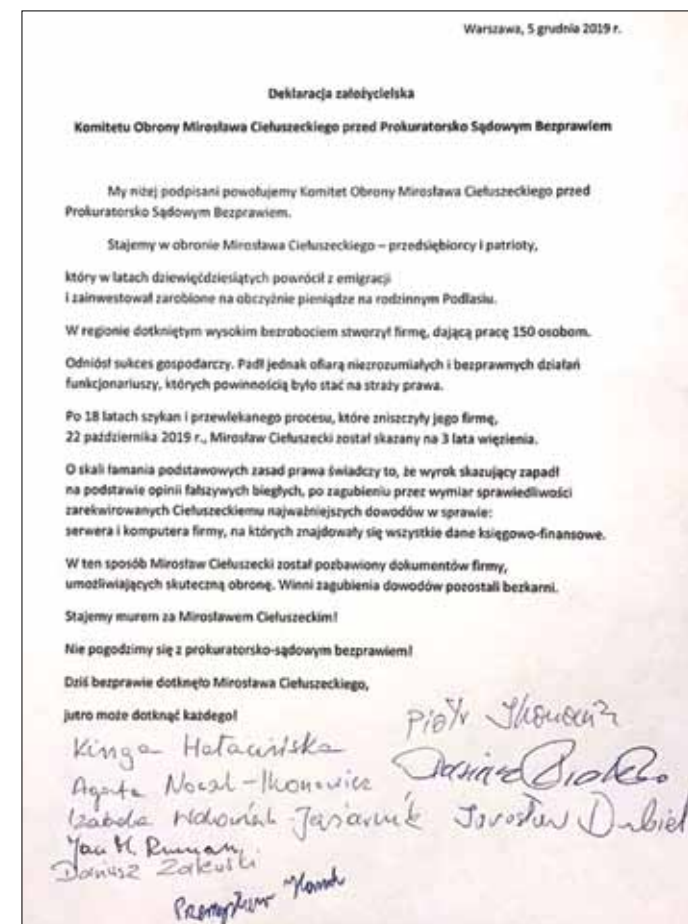 Warszawa, 5 grudnia 2019 r.
Deklaracja założycielska
Komitetu Obrony Mirosława Ciełuszeckiego przed Prokuratorsko Sądowym Bezprawiem
My niżej podpisani powołujemy Komitet Obrony Mirosława Ciełuszeckiego przed
Prokuratorsko Sądowym Bezprawiem.
Stajemy w obronie Mirosława Ciełuszeckiego – przedsiębiorcy i patrioty,
który w latach dziewięćdziesiątych powrócił z emigracji
i zainwestował zarobione na obczyźnie pieniądze na rodzinnym Podlasiu.
W regionie dotkniętym wysokim bezrobociem stworzył firmę, dającą pracę 150 osobom.
Odniósł sukces gospodarczy. Padł jednak ofiarą niezrozumiałych i bezprawnych działań
funkcjonariuszy, których powinnością było stać na straży prawa.
Po 18 latach szykan i przewlekanego procesu, które zniszczyły jego firmę,
22 października 2019 r., Mirosław Ciełuszecki został skazany na 3 lata więzienia.
O skali łamania podstawowych zasad prawa świadczy to, że wyrok skazujący zapadł
na podstawie opinii fałszywych biegłych, po zagubieniu przez wymiar sprawiedliwości
zarekwirowanych Ciełuszeckiemu najważniejszych dowodów w sprawie:
serwera i komputera firmy, na których znajdowały się wszystkie dane księgowo-finansowe.
W ten sposób Mirosław Ciełuszecki został pozbawiony dokumentów firmy,
umożliwiających skuteczną obronę. Winni zagubienia dowodów pozostali bezkarni.
Stajemy murem za Mirosławem Ciełuszeckim!
Nie pogodzimy się z prokuratorsko-sądowym bezprawiem!
Dziś bezprawie dotknęło Mirosława Ciełuszeckiego,
jutro może dotknąć każdego!
Piotr Ikonowicz
Kinga Hałacińska
Agata Nosal-Ikonowicz
Izabela Jarosław Dubiel
Jan M. Ruman
Dariusz Zalewski
Przemysław